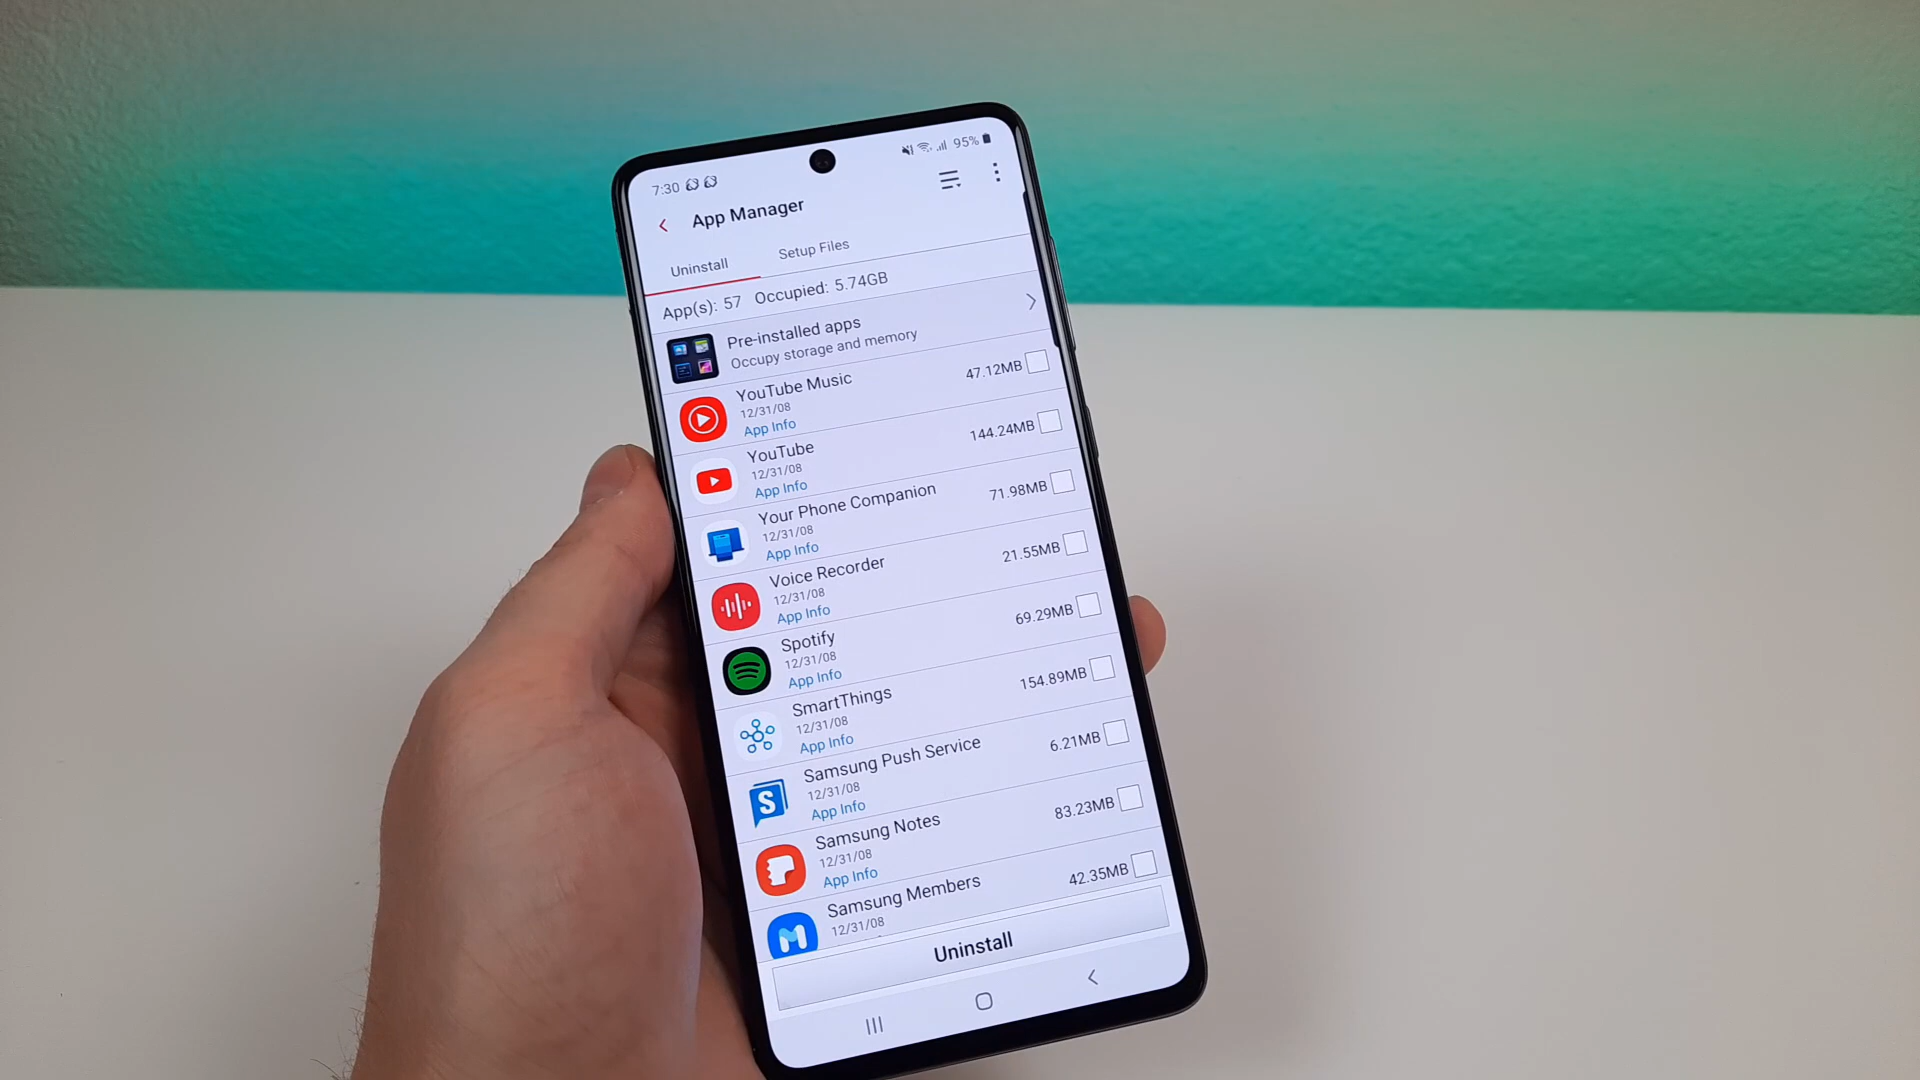 7:30 95%
App Manager
Uninstall Setup Files
App(s): 57 Occupied: 5.74GB
Pre-installed apps
Occupy storage and memory
YouTube Music 47.12MB
12/31/08
App Info
YouTube 144.24MB
12/31/08
App Info
Your Phone Companion 71.98MB
12/31/08
App Info
Voice Recorder 21.55MB
12/31/08
App Info
Spotify 69.29MB
12/31/08
App Info
SmartThings 154.89MB
12/31/08
App Info
Samsung Push Service 6.21MB
12/31/08
App Info
Samsung Notes 83.23MB
12/31/08
App Info
Samsung Members 42.35MB
12/31/08
Uninstall